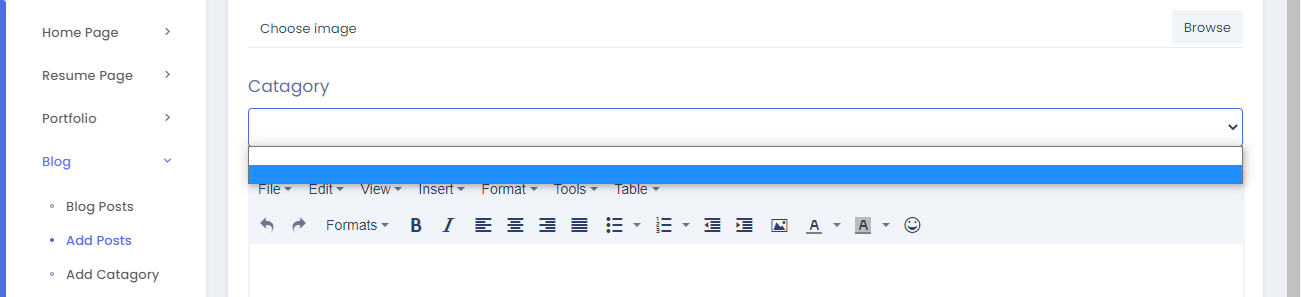 Home Page
Resume Page
Portfolio
Blog
Blog Posts
Add Posts
Add Catagory
Choose image
Browse
Catagory
File Edit View Insert Format Tools Table
Formats B I A A